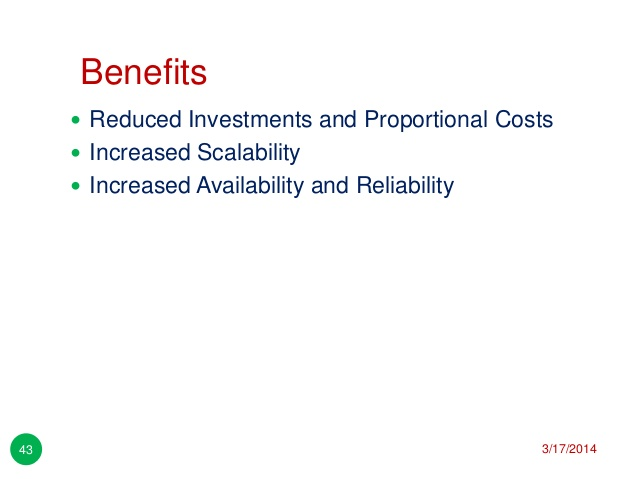 Benefits
Reduced Investments and Proportional Costs
Increased Scalability
Increased Availability and Reliability
43
3/17/2014